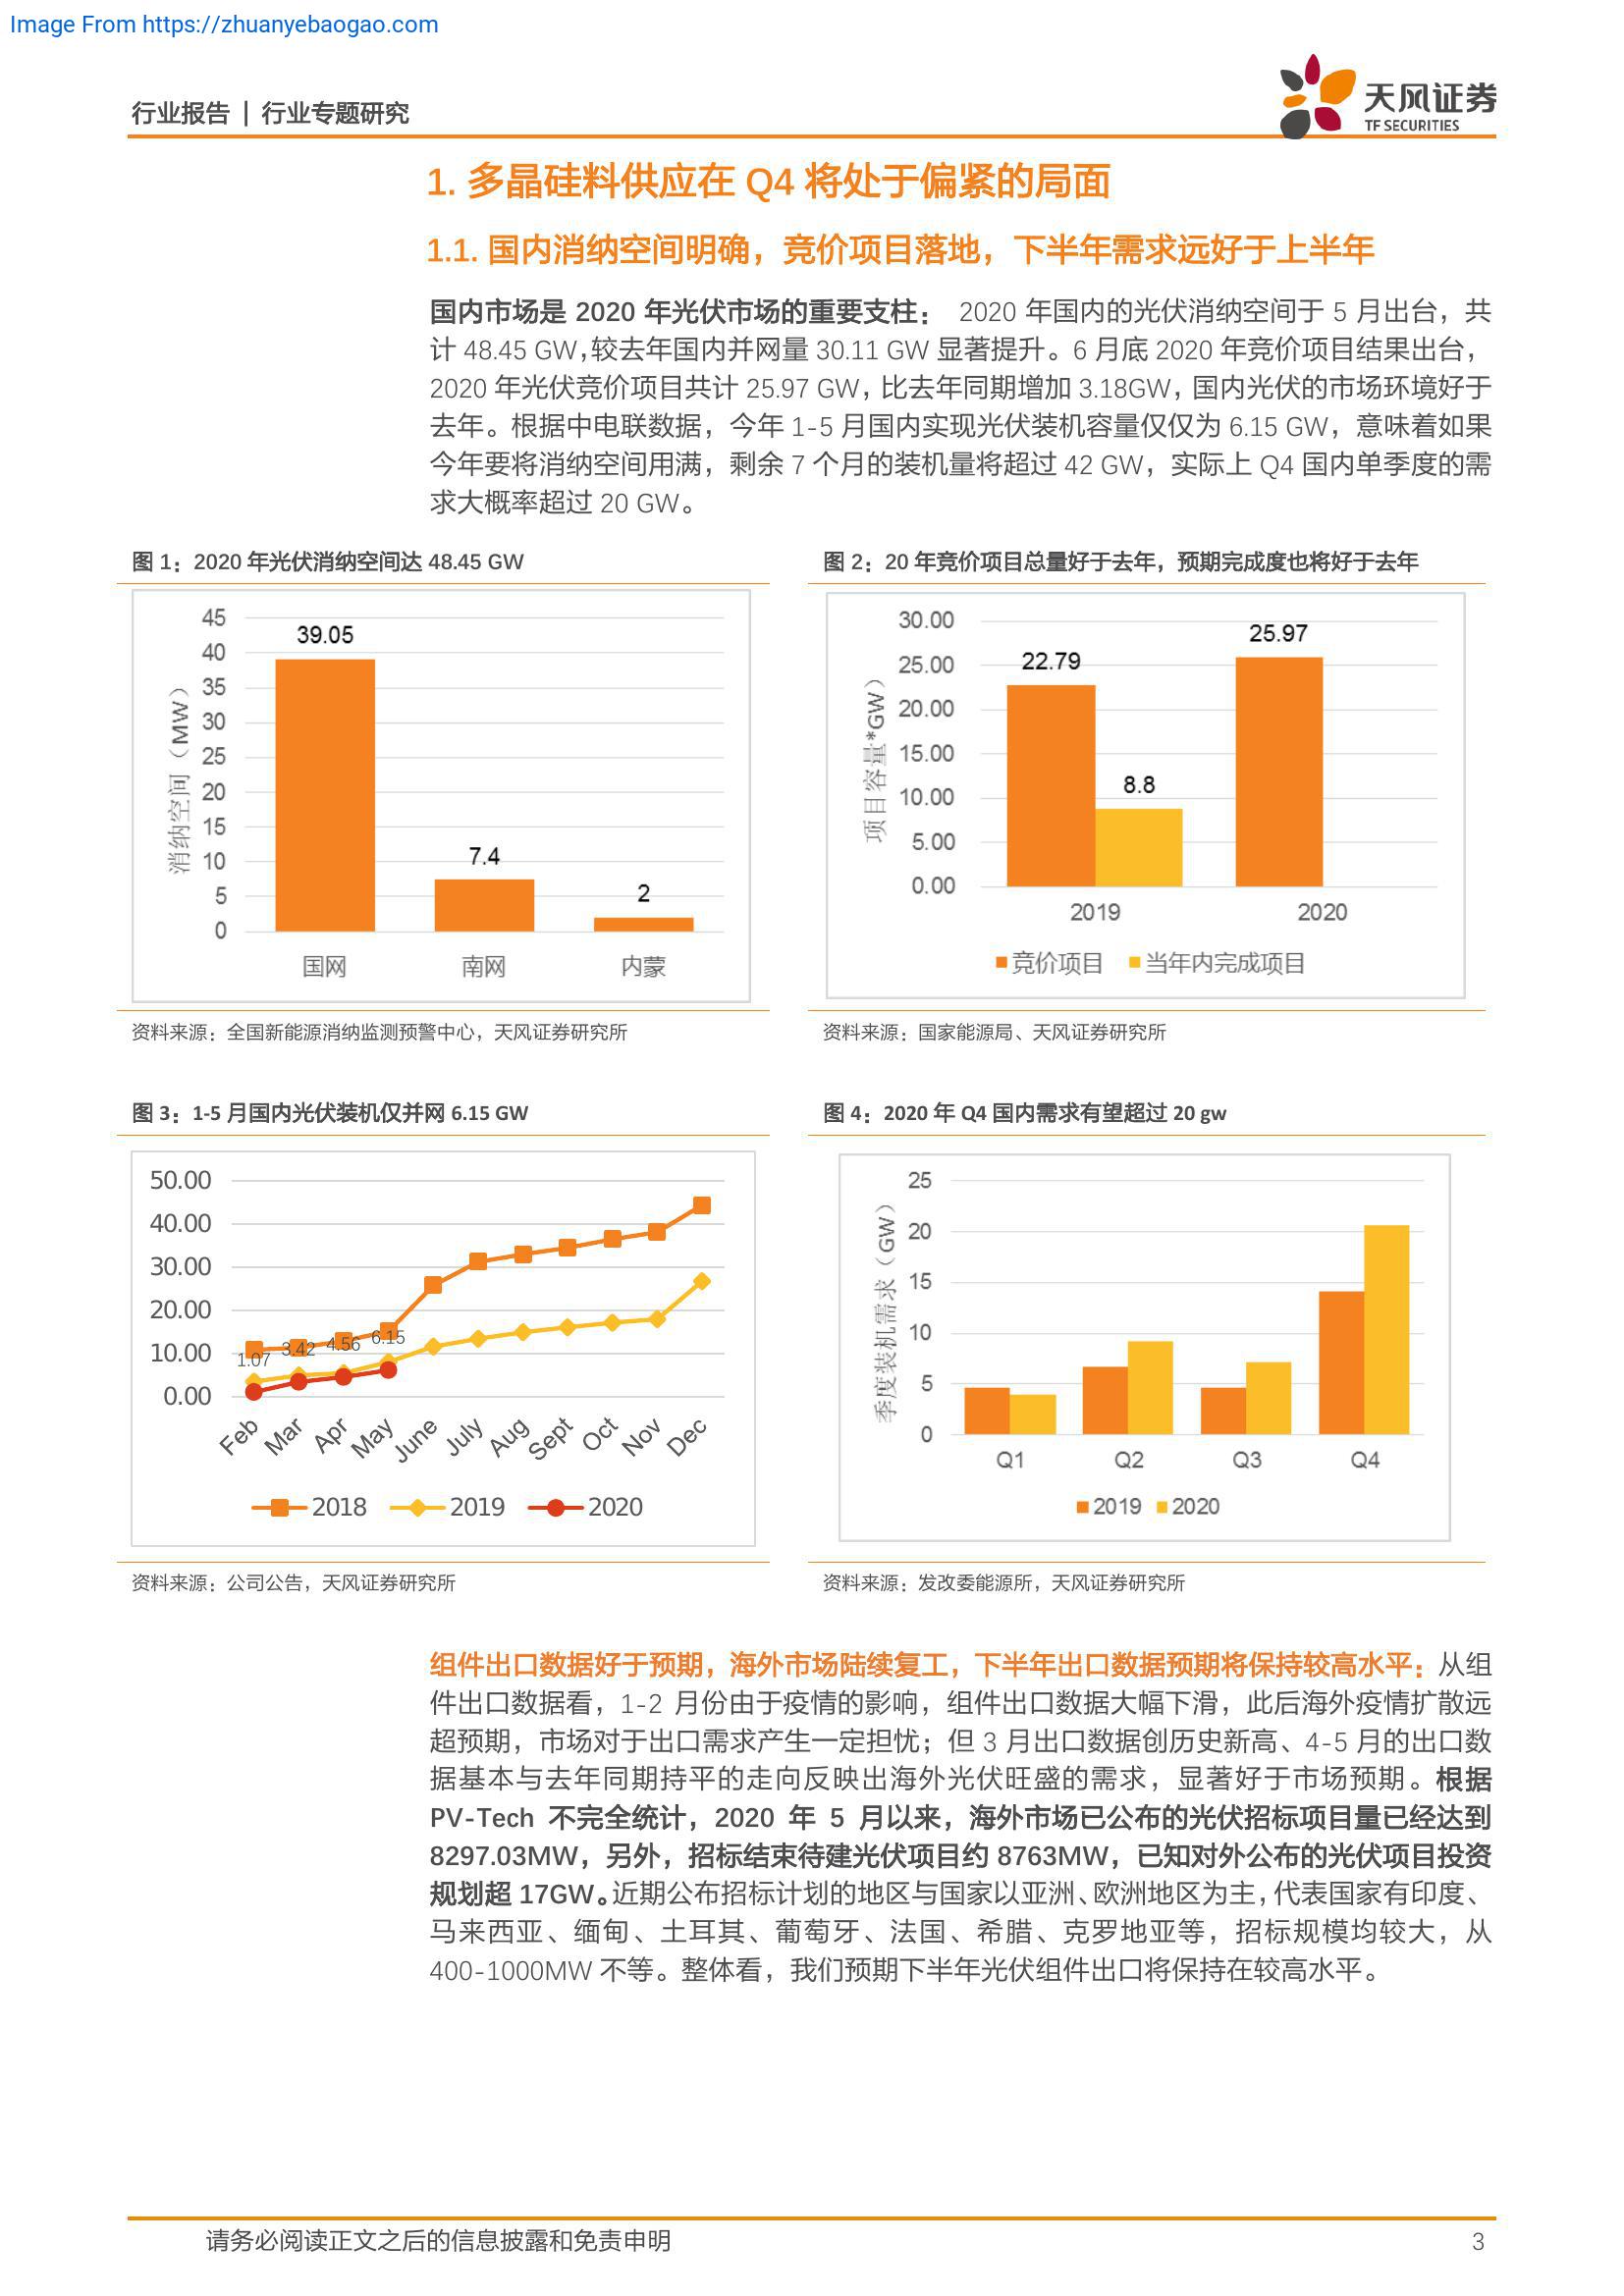 Image From https://zhuanyebaogao.com
行业报告 | 行业专题研究
天风证券
TF SECURITIES
1. 多晶硅料供应在 Q4 将处于偏紧的局面
1.1. 国内消纳空间明确，竞价项目落地，下半年需求远好于上半年
国内市场是 2020 年光伏市场的重要支柱： 2020 年国内的光伏消纳空间于 5 月出台，共
计 48.45 GW，较去年国内并网量 30.11 GW 显著提升。6 月底 2020 年竞价项目结果出台，
2020 年光伏竞价项目共计 25.97 GW，比去年同期增加 3.18GW，国内光伏的市场环境好于
去年。根据中电联数据，今年 1-5 月国内实现光伏装机容量仅仅为 6.15 GW，意味着如果
今年要将消纳空间用满，剩余 7 个月的装机量将超过 42 GW，实际上 Q4 国内单季度的需
求大概率超过 20 GW。
图 1：2020 年光伏消纳空间达 48.45 GW
45
40
35
30
25
20
15
10
5
0
消纳空间（MW）
39.05
7.4
2
国网
南网
内蒙
资料来源：全国新能源消纳监测预警中心，天风证券研究所
图 2：20 年竞价项目总量好于去年，预期完成度也将好于去年
30.00
25.00
20.00
15.00
10.00
5.00
0.00
项目容量*GW）
22.79
8.8
25.97
2019
2020
竞价项目
当年内完成项目
资料来源：国家能源局、天风证券研究所
图 3：1-5 月国内光伏装机仅并网 6.15 GW
50.00
40.00
30.00
20.00
10.00
0.00
1.07
3.42
4.56
6.15
Feb
Mar
Apr
May
June
July
Aug
Sept
Oct
Nov
Dec
2018
2019
2020
资料来源：公司公告，天风证券研究所
图 4：2020 年 Q4 国内需求有望超过 20 gw
25
20
15
10
5
0
季度装机需求（GW）
Q1
Q2
Q3
Q4
2019
2020
资料来源：发改委能源所，天风证券研究所
组件出口数据好于预期，海外市场陆续复工，下半年出口数据预期将保持较高水平：从组
件出口数据看，1-2 月份由于疫情的影响，组件出口数据大幅下滑，此后海外疫情扩散远
超预期，市场对于出口需求产生一定担忧；但 3 月出口数据创历史新高、4-5 月的出口数
据基本与去年同期持平的走向反映出海外光伏旺盛的需求，显著好于市场预期。根据
PV-Tech 不完全统计，2020 年 5 月以来，海外市场已公布的光伏招标项目量已经达到
8297.03MW，另外，招标结束待建光伏项目约 8763MW，已知对外公布的光伏项目投资
规划超 17GW。近期公布招标计划的地区与国家以亚洲、欧洲地区为主，代表国家有印度、
马来西亚、缅甸、土耳其、葡萄牙、法国、希腊、克罗地亚等，招标规模均较大，从
400-1000MW 不等。整体看，我们预期下半年光伏组件出口将保持在较高水平。
请务必阅读正文之后的信息披露和免责申明
3